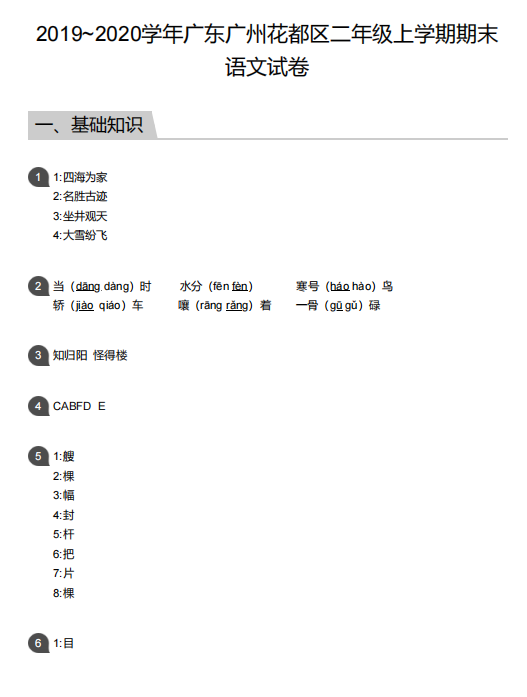 2019~2020学年广东广州花都区二年级上学期期末
语文试卷
一、基础知识
1 1:四海为家
2:名胜古迹
3:坐井观天
4:大雪纷飞
2 当（dāng dàng）时 水分（fēn fèn） 寒号（háo hào）鸟
轿（jiào qiáo）车 嚷（rāng rǎng）着 一骨（gū gǔ）碌
3 知归阳 怪得楼
4 CABFD E
5 1:艘
2:棵
3:幅
4:封
5:杆
6:把
7:片
8:棵
6 1:目